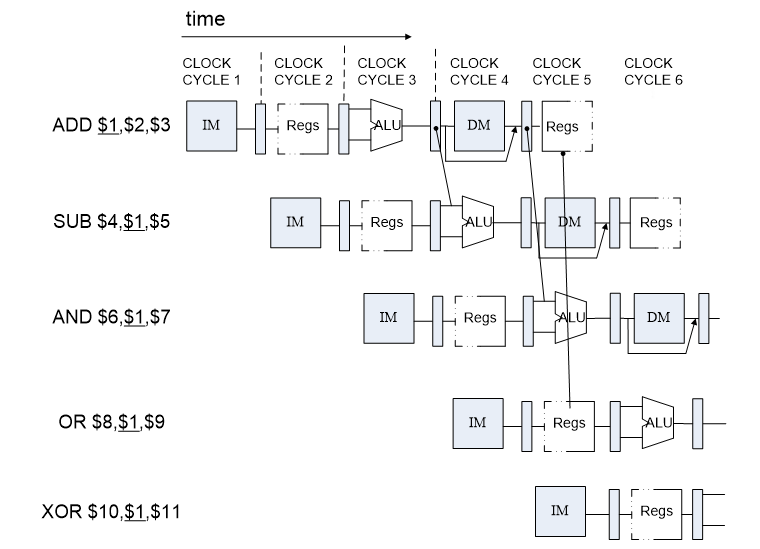 time
CLOCK CYCLE 1
CLOCK CYCLE 2
CLOCK CYCLE 3
CLOCK CYCLE 4
CLOCK CYCLE 5
CLOCK CYCLE 6
ADD $1,$2,$3
IM
Regs
ALU
DM
Regs
SUB $4,$1,$5
IM
Regs
ALU
DM
Regs
AND $6,$1,$7
IM
Regs
ALU
DM
OR $8,$1,$9
IM
Regs
ALU
XOR $10,$1,$11
IM
Regs